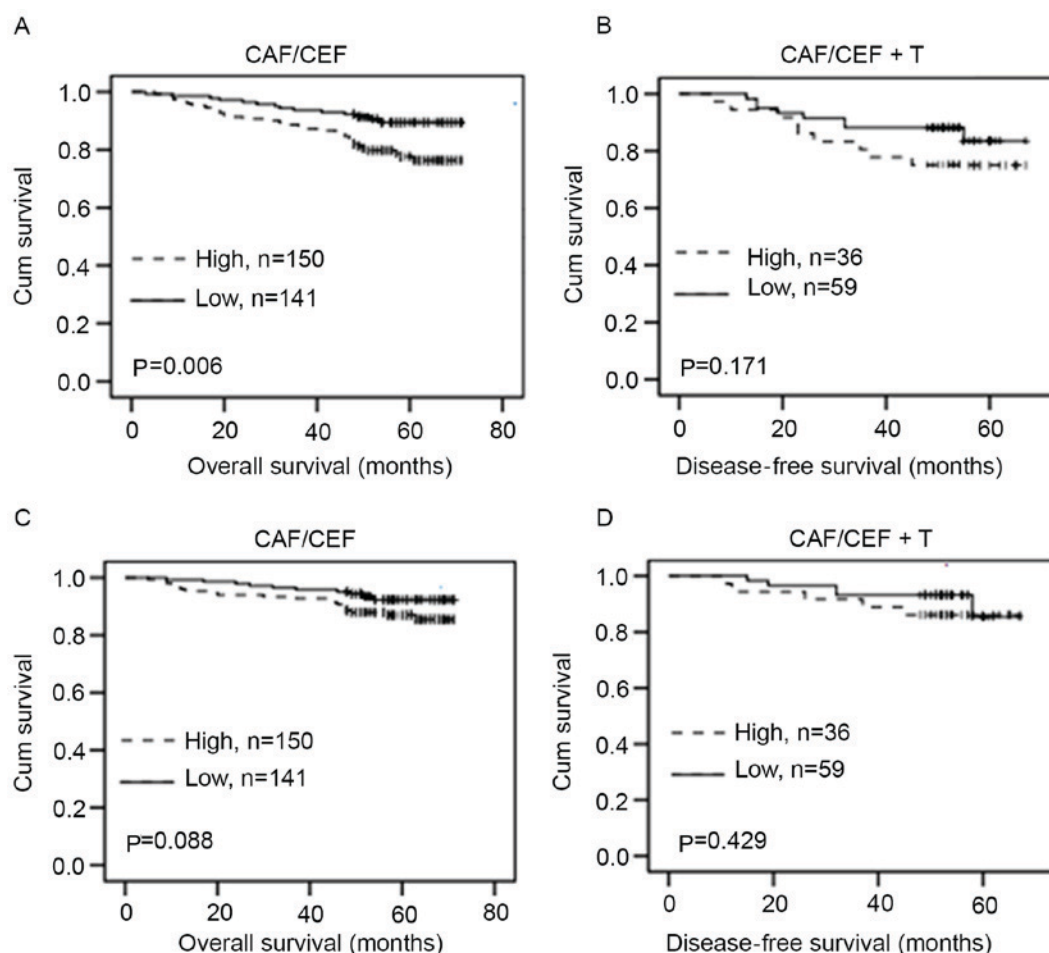 A
CAF/CEF
Cum survival
1.0
0.8
0.6
0.4
0.2
0.0
High, n=150
Low, n=141
P=0.006
0 20 40 60 80
Overall survival (months)
B
CAF/CEF + T
Cum survival
1.0
0.8
0.6
0.4
0.2
0.0
High, n=36
Low, n=59
P=0.171
0 20 40 60
Disease-free survival (months)
C
CAF/CEF
Cum survival
1.0
0.8
0.6
0.4
0.2
0.0
High, n=150
Low, n=141
P=0.088
0 20 40 60 80
Overall survival (months)
D
CAF/CEF + T
Cum survival
1.0
0.8
0.6
0.4
0.2
0.0
High, n=36
Low, n=59
P=0.429
0 20 40 60
Disease-free survival (months)